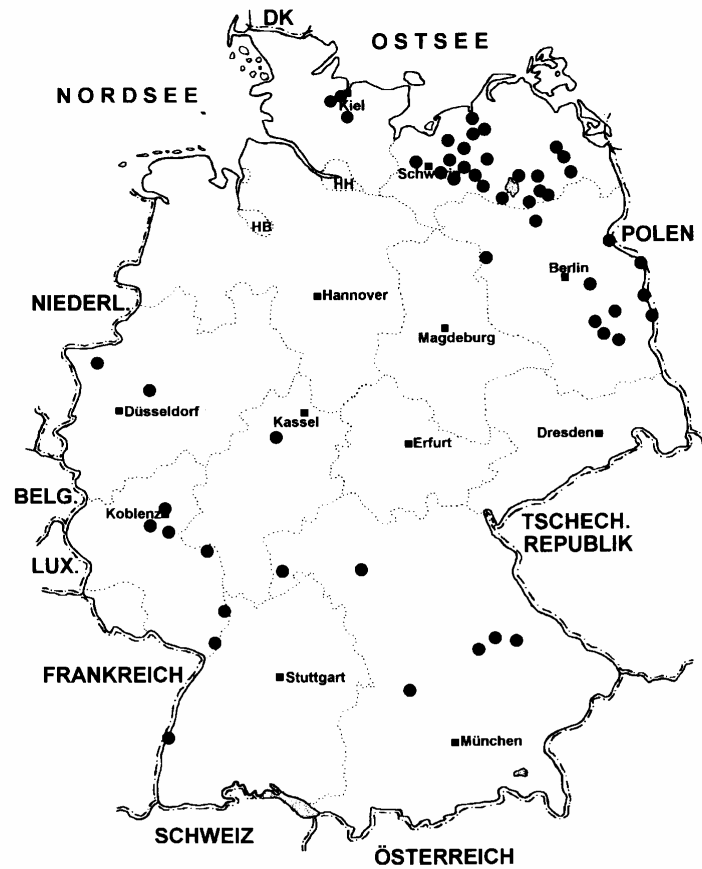 DK
OSTSEE
NORDSEE
Kiel
Schwerin
HH
HB
POLEN
Berlin
NIEDERL.
Hannover
Magdeburg
Düsseldorf
Kassel
Erfurt
Dresden
BELG.
Koblenz
TSCHECH.
REPUBLIK
LUX.
FRANKREICH
Stuttgart
München
SCHWEIZ
ÖSTERREICH